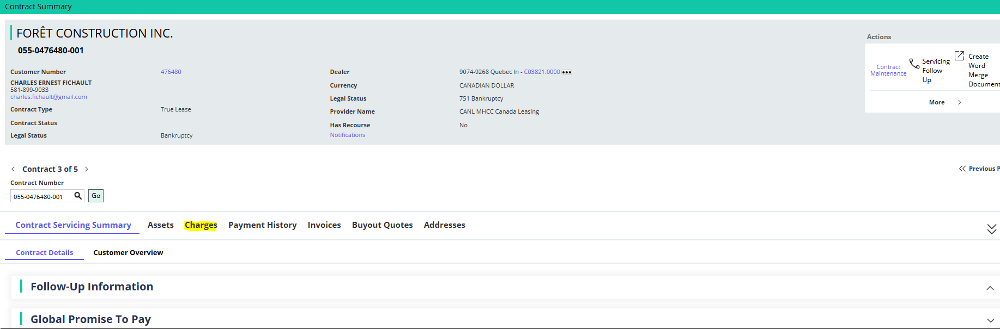 Contract Summary
FORÊT CONSTRUCTION INC.
055-0476480-001
Customer Number 476480
CHARLES ERNEST FICHAULT
581-899-9033
charles.fichault@gmail.com
Contract Type True Lease
Contract Status
Legal Status Bankruptcy
Dealer 9074-9268 Quebec In - C03821.0000 •••
Currency CANADIAN DOLLAR
Legal Status 751 Bankruptcy
Provider Name CANL MHCC Canada Leasing
Has Recourse No
Notifications
Actions
Contract
Maintenance
Servicing
Follow-
Up
Create
Word
Merge
Document
More >
< Contract 3 of 5 >
Previous P
Contract Number
055-0476480-001 Go
Contract Servicing Summary Assets Charges Payment History Invoices Buyout Quotes Addresses
Contract Details Customer Overview
Follow-Up Information
Global Promise To Pay